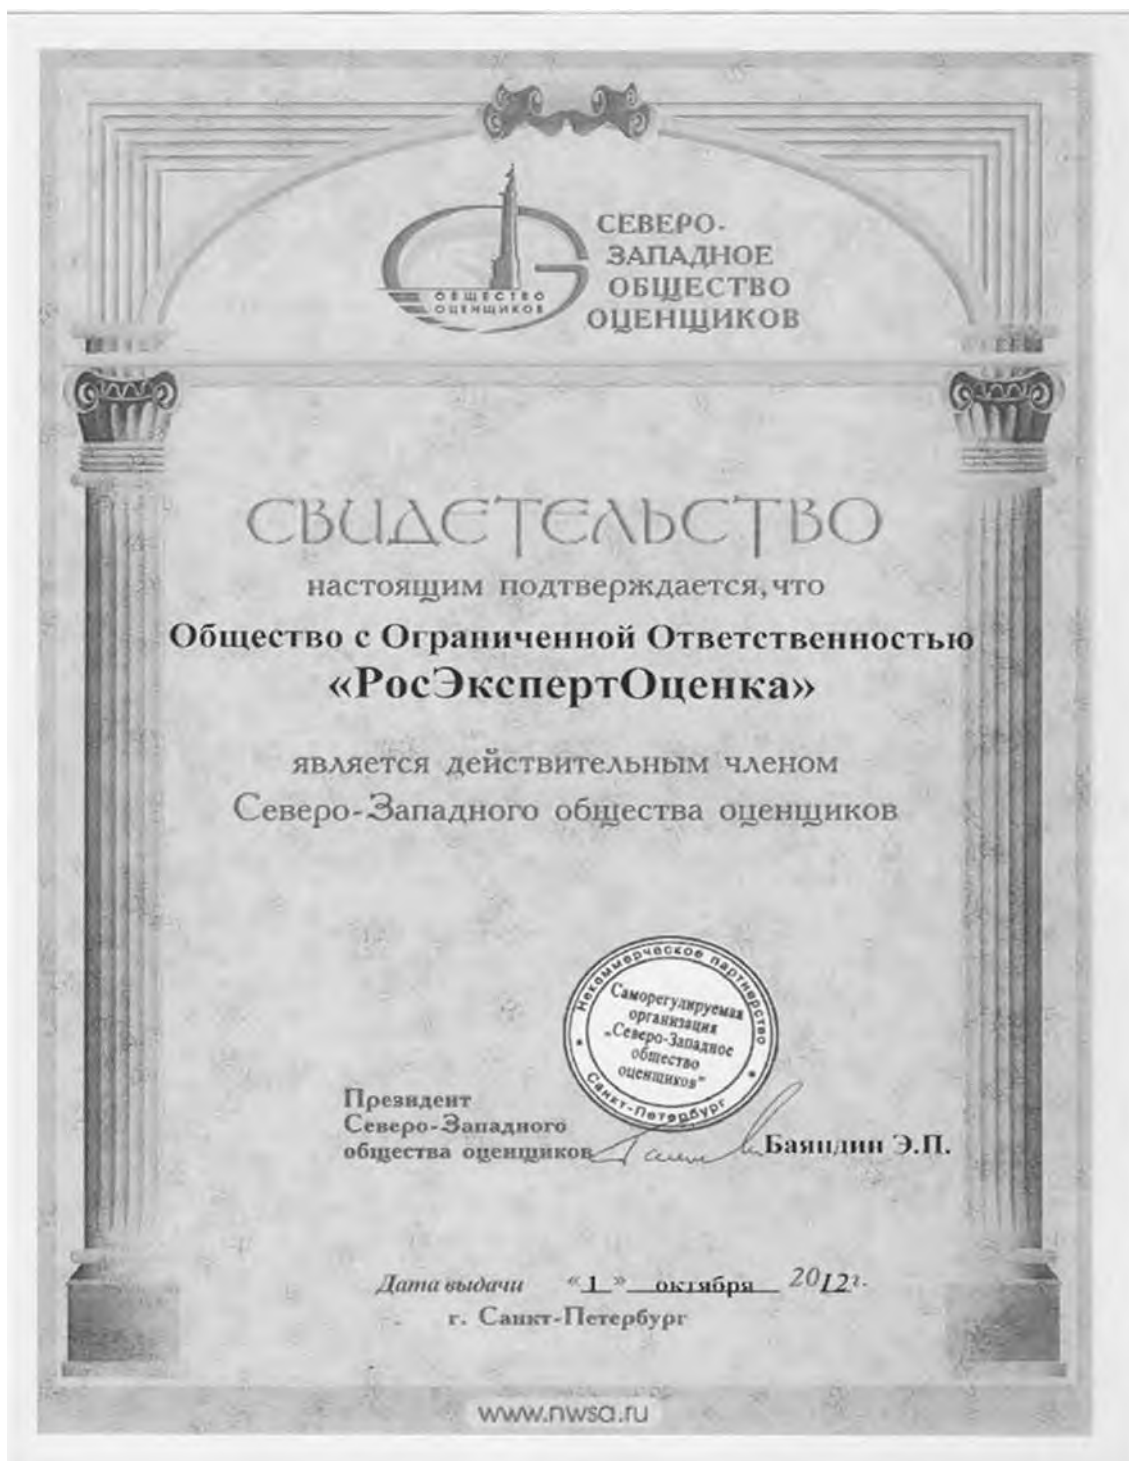 СЕВЕРО-
ЗАПАДНОЕ
ОБЩЕСТВО
ОЦЕНЩИКОВ
ОБЩЕСТВО
ОЦЕНЩИКОВ
СВИДЕТЕЛЬСТВО
настоящим подтверждается, что
Общество с Ограниченной Ответственностью
«РосЭкспертОценка»
является действительным членом
Северо-Западного общества оценщиков
Некоммерческое партнерство
Саморегулируемая
организация
„Северо-Западное
общество
оценщиков"
Санкт-Петербург
Президент
Северо-Западного
общества оценщиков
Баяндин Э.П.
Дата выдачи « 1 » октября 2012г.
г. Санкт-Петербург
www.nwsa.ru